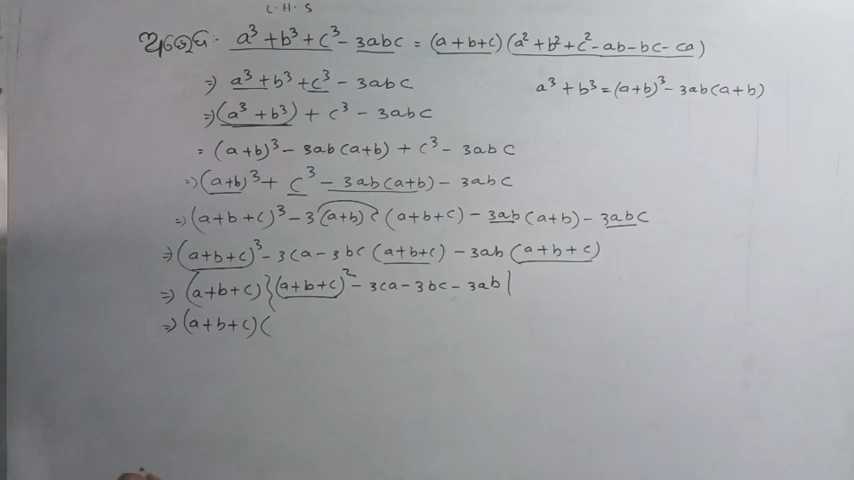 L.H.S
a³ + b³ + c³ - 3abc = (a+b+c)(a²+b²+c²-ab-bc-ca)
⇒ a³+b³+c³ - 3abc
a³ + b³ = (a+b)³ - 3ab(a+b)
⇒ (a³ + b³) + c³ - 3abc
= (a+b)³ - 3ab(a+b) + c³ - 3abc
⇒ (a+b)³ + c³ - 3ab(a+b) - 3abc
⇒ (a+b+c)³ - 3(a+b)c (a+b+c) - 3ab(a+b) - 3abc
⇒ (a+b+c)³ - 3ca - 3bc (a+b+c) - 3ab (a+b+c)
⇒ (a+b+c){(a+b+c)² - 3ca - 3bc - 3ab}
⇒ (a+b+c)(